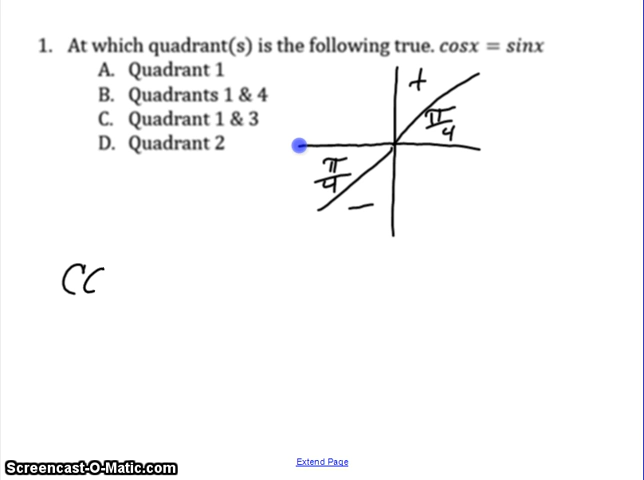 1. At which quadrant(s) is the following true. cosx = sinx
A. Quadrant 1
B. Quadrants 1 & 4
C. Quadrant 1 & 3
D. Quadrant 2
+
π/4
π/4
−
CC
Extend Page
Screencast-O-Matic.com